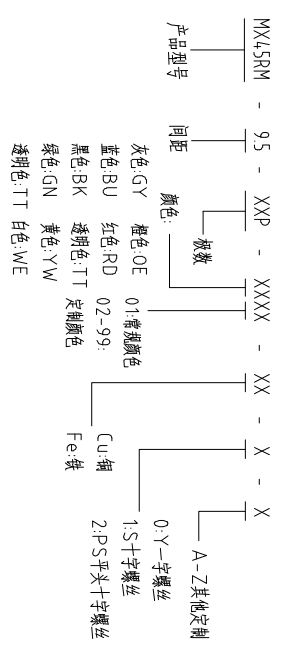 MX45RM - 9.5 - XXP - XXXX - XX - X - X
产品型号
间距
极数
颜色:
灰色:GY 橙色:OE
蓝色:BU 红色:RD
黑色:BK 透明色:TT
绿色:GN 黄色:YW
透明色:TT 白色:WE
01:常规颜色
02-99:
定制颜色
Cu:铜
Fe:铁
0:Y一字螺丝
1:S十字螺丝
2:PS平头十字螺丝
A-Z其他定制